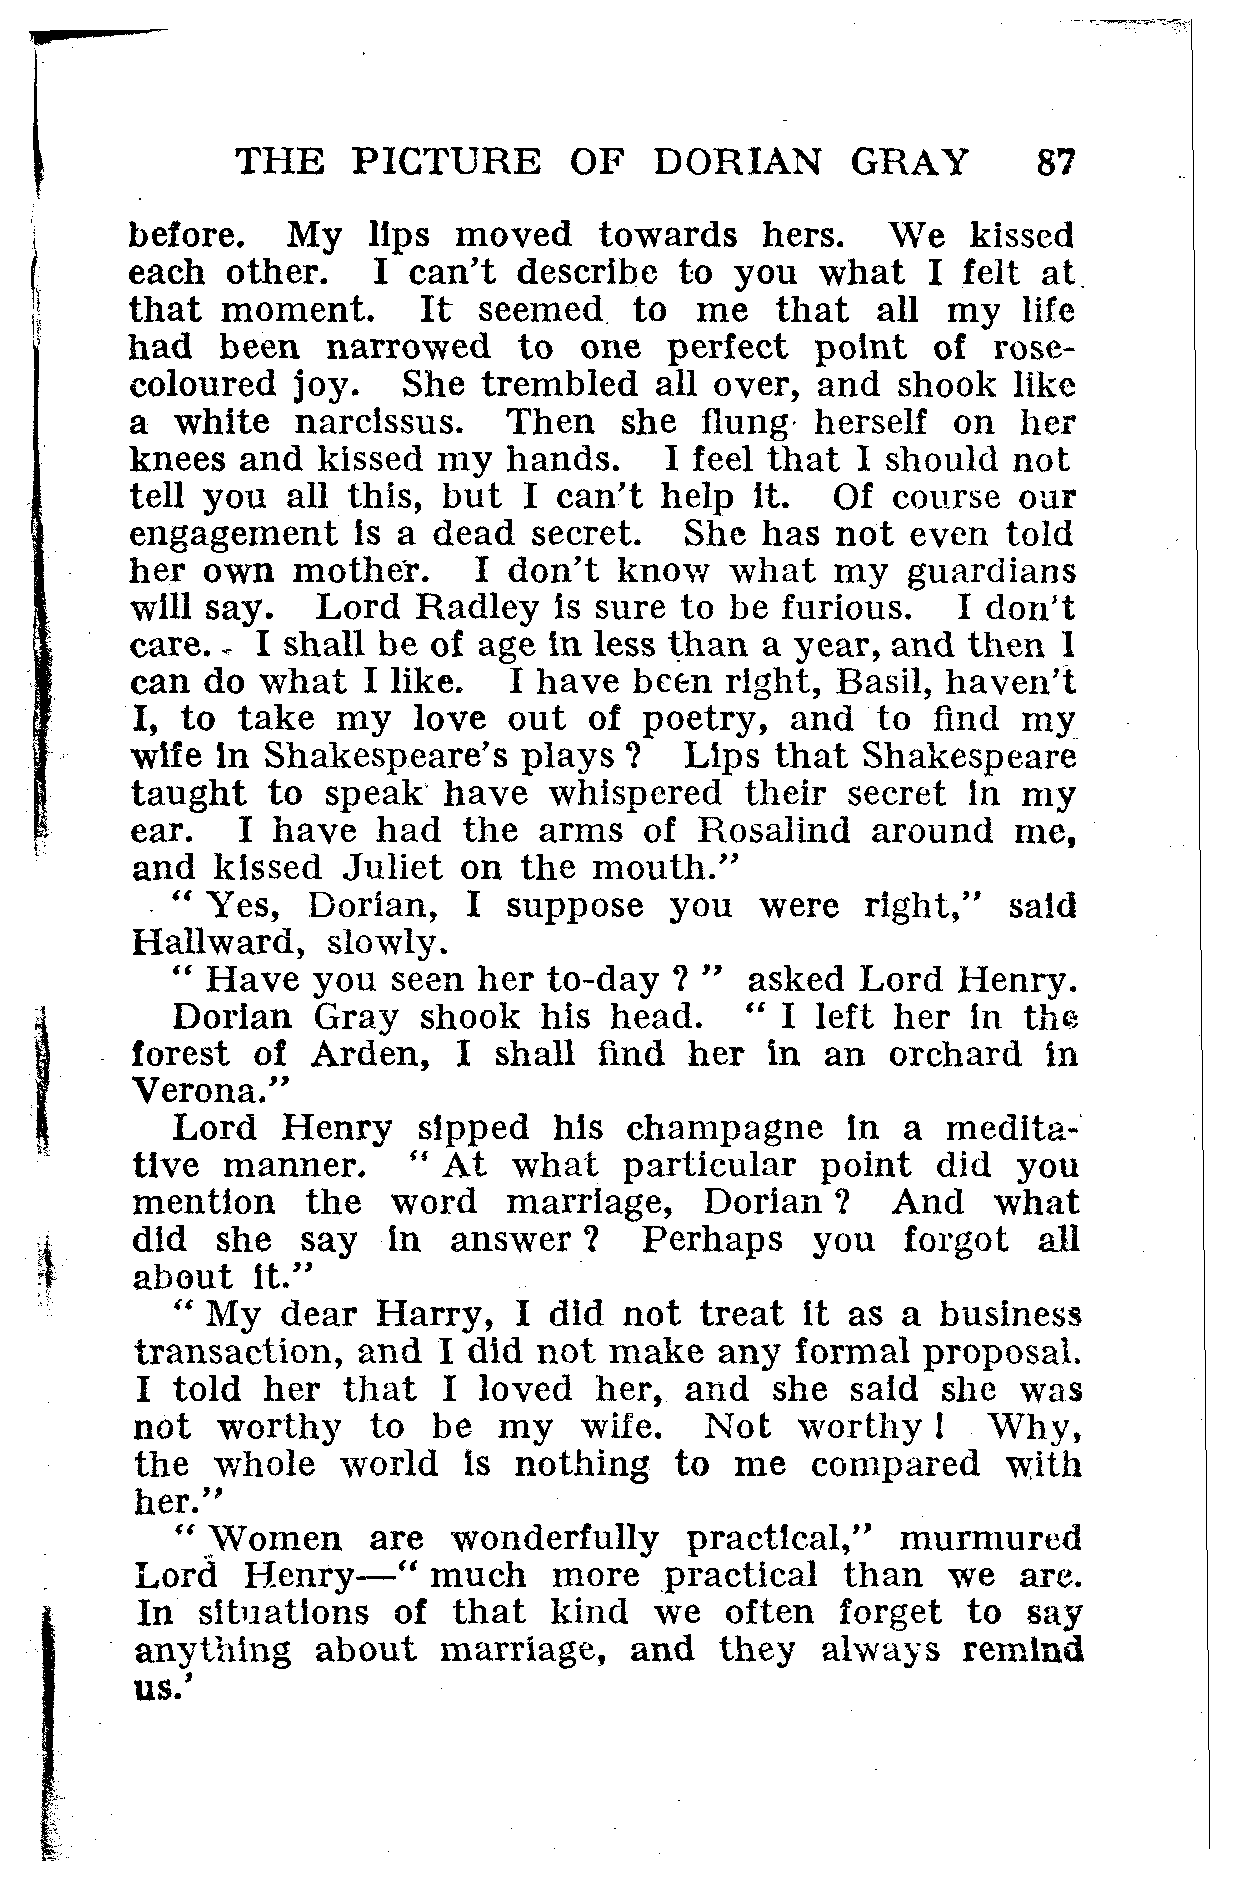 THE PICTURE OF DORIAN GRAY 87
before. My lips moved towards hers. We kissed
each other. I can't describe to you what I felt at
that moment. It seemed to me that all my life
had been narrowed to one perfect point of rose-
coloured joy. She trembled all over, and shook like
a white narcissus. Then she flung herself on her
knees and kissed my hands. I feel that I should not
tell you all this, but I can't help it. Of course our
engagement is a dead secret. She has not even told
her own mother. I don't know what my guardians
will say. Lord Radley is sure to be furious. I don't
care. I shall be of age in less than a year, and then I
can do what I like. I have been right, Basil, haven't
I, to take my love out of poetry, and to find my
wife in Shakespeare's plays ? Lips that Shakespeare
taught to speak have whispered their secret in my
ear. I have had the arms of Rosalind around me,
and kissed Juliet on the mouth."
" Yes, Dorian, I suppose you were right," said
Hallward, slowly.
" Have you seen her to-day ? " asked Lord Henry.
Dorian Gray shook his head. " I left her in the
forest of Arden, I shall find her in an orchard in
Verona."
Lord Henry sipped his champagne in a medita-
tive manner. " At what particular point did you
mention the word marriage, Dorian ? And what
did she say in answer ? Perhaps you forgot all
about it."
" My dear Harry, I did not treat it as a business
transaction, and I did not make any formal proposal.
I told her that I loved her, and she said she was
not worthy to be my wife. Not worthy ! Why,
the whole world is nothing to me compared with
her."
" Women are wonderfully practical," murmured
Lord Henry—" much more practical than we are.
In situations of that kind we often forget to say
anything about marriage, and they always remind
us.'